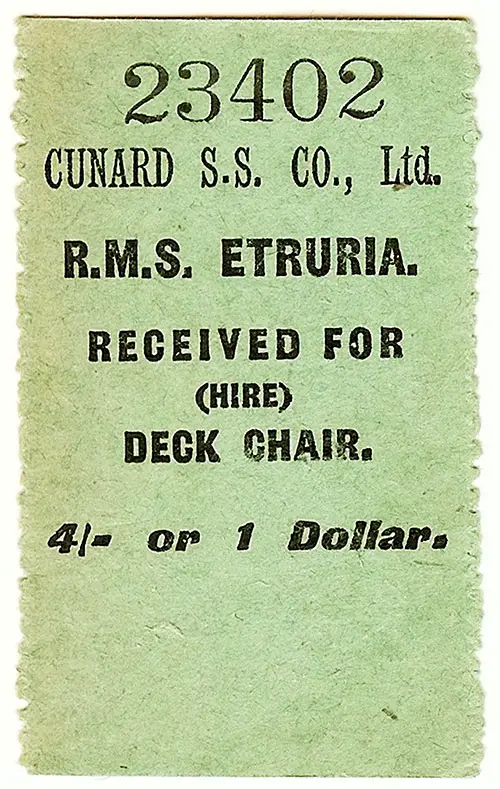 23402
CUNARD S.S. CO., Ltd.
R.M.S. ETRURIA.
RECEIVED FOR
(HIRE)
DECK CHAIR.
4/- or 1 Dollar.